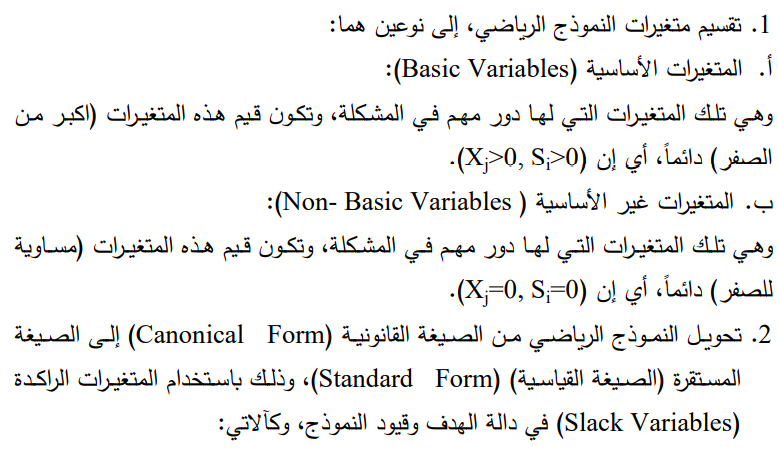 1. تقسيم متغيرات النموذج الرياضي، إلى نوعين هما:
أ. المتغيرات الأساسية (Basic Variables):
وهي تلك المتغيرات التي لها دور مهم في المشكلة، وتكون قيم هذه المتغيرات (اكبر من
الصفر) دائماً، أي إن (Xj>0, Si>0).
ب. المتغيرات غير الأساسية ( Non- Basic Variables):
وهي تلك المتغيرات التي لها دور مهم في المشكلة، وتكون قيم هذه المتغيرات (مساوية
للصفر) دائماً، أي إن (Xj=0, Si=0).
2. تحويل النموذج الرياضي من الصيغة القانونية (Canonical Form) إلى الصيغة
المستقرة (الصيغة القياسية) (Standard Form)، وذلك باستخدام المتغيرات الراكدة
(Slack Variables) في دالة الهدف وقيود النموذج، وكآلاتي: